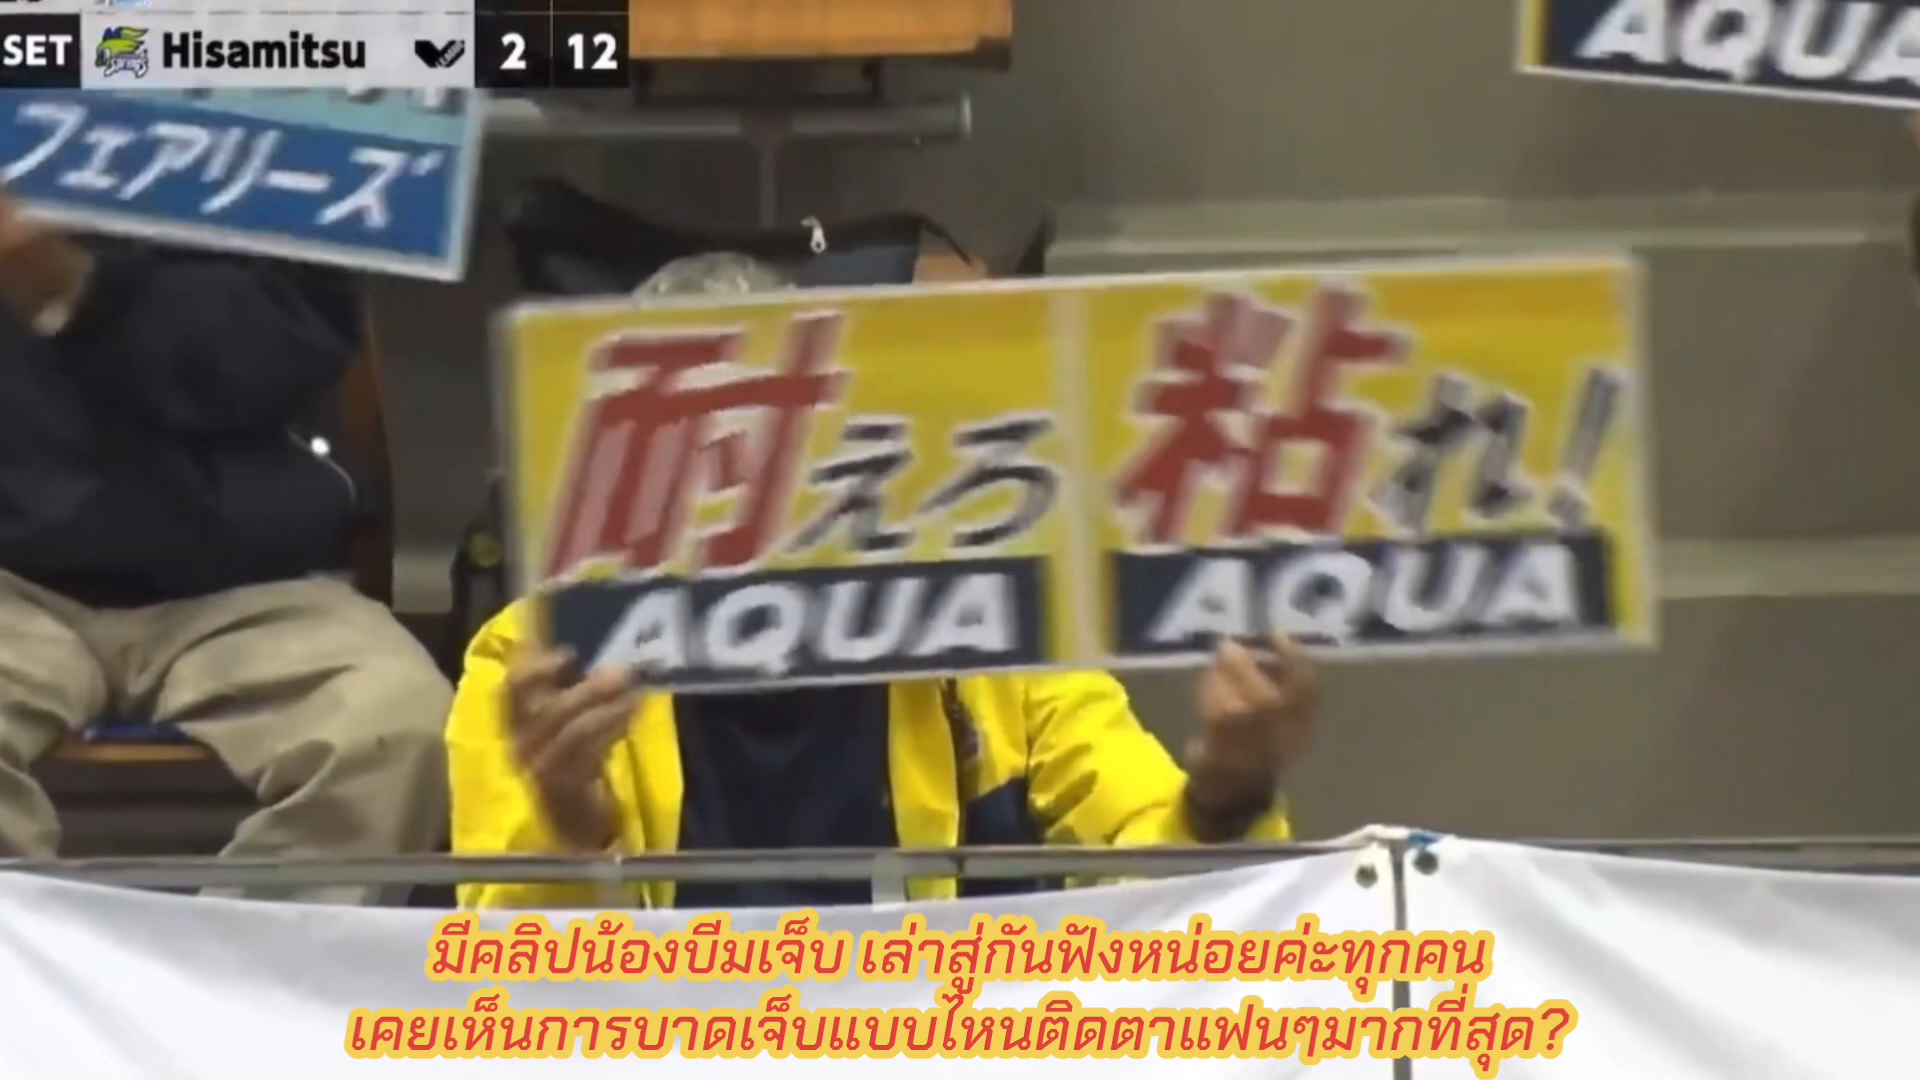 SET Hisamitsu 2 12
AQUA
フェアリーズ
耐えろ 粘れ!
AQUA AQUA
มีคลิปน้องบีมเจ็บ เล่าสู่กันฟังหน่อยค่ะทุกคน
เคยเห็นการบาดเจ็บแบบไหนติดตาแฟนๆมากที่สุด?